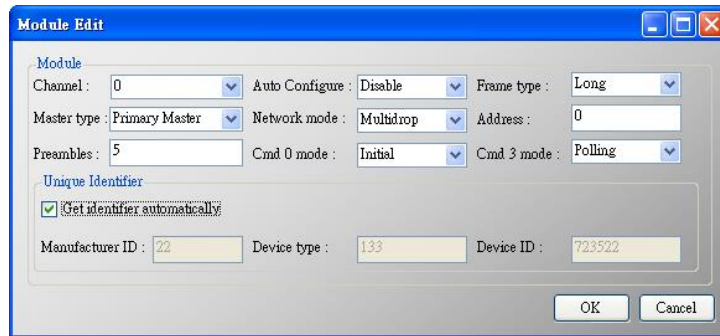 Module Edit
Module
Channel : 0 Auto Configure : Disable Frame type : Long
Master type : Primary Master Network mode : Multidrop Address : 0
Preambles : 5 Cmd 0 mode : Initial Cmd 3 mode : Polling
Unique Identifier
Get identifier automatically
Manufacturer ID : 22 Device type : 133 Device ID : 723522
OK Cancel